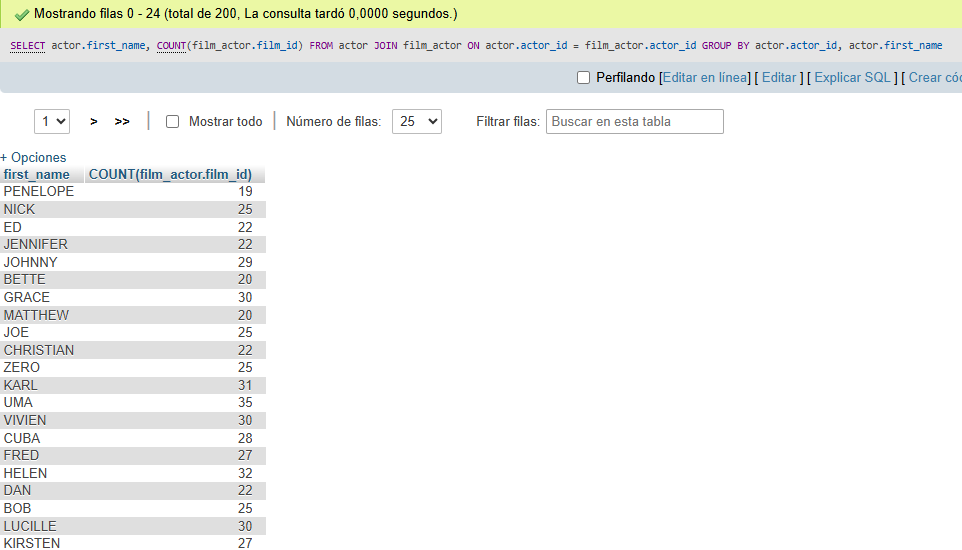 Mostrando filas 0 - 24 (total de 200, La consulta tardó 0,0000 segundos.)
SELECT actor.first_name, COUNT(film_actor.film_id) FROM actor JOIN film_actor ON actor.actor_id = film_actor.actor_id GROUP BY actor.actor_id, actor.first_name
Perfilando [Editar en línea] [ Editar ] [ Explicar SQL ] [ Crear cód
1 > >> | Mostrar todo | Número de filas: 25 Filtrar filas: Buscar en esta tabla
+ Opciones
first_name COUNT(film_actor.film_id)
PENELOPE 19
NICK 25
ED 22
JENNIFER 22
JOHNNY 29
BETTE 20
GRACE 30
MATTHEW 20
JOE 25
CHRISTIAN 22
ZERO 25
KARL 31
UMA 35
VIVIEN 30
CUBA 28
FRED 27
HELEN 32
DAN 22
BOB 25
LUCILLE 30
KIRSTEN 27